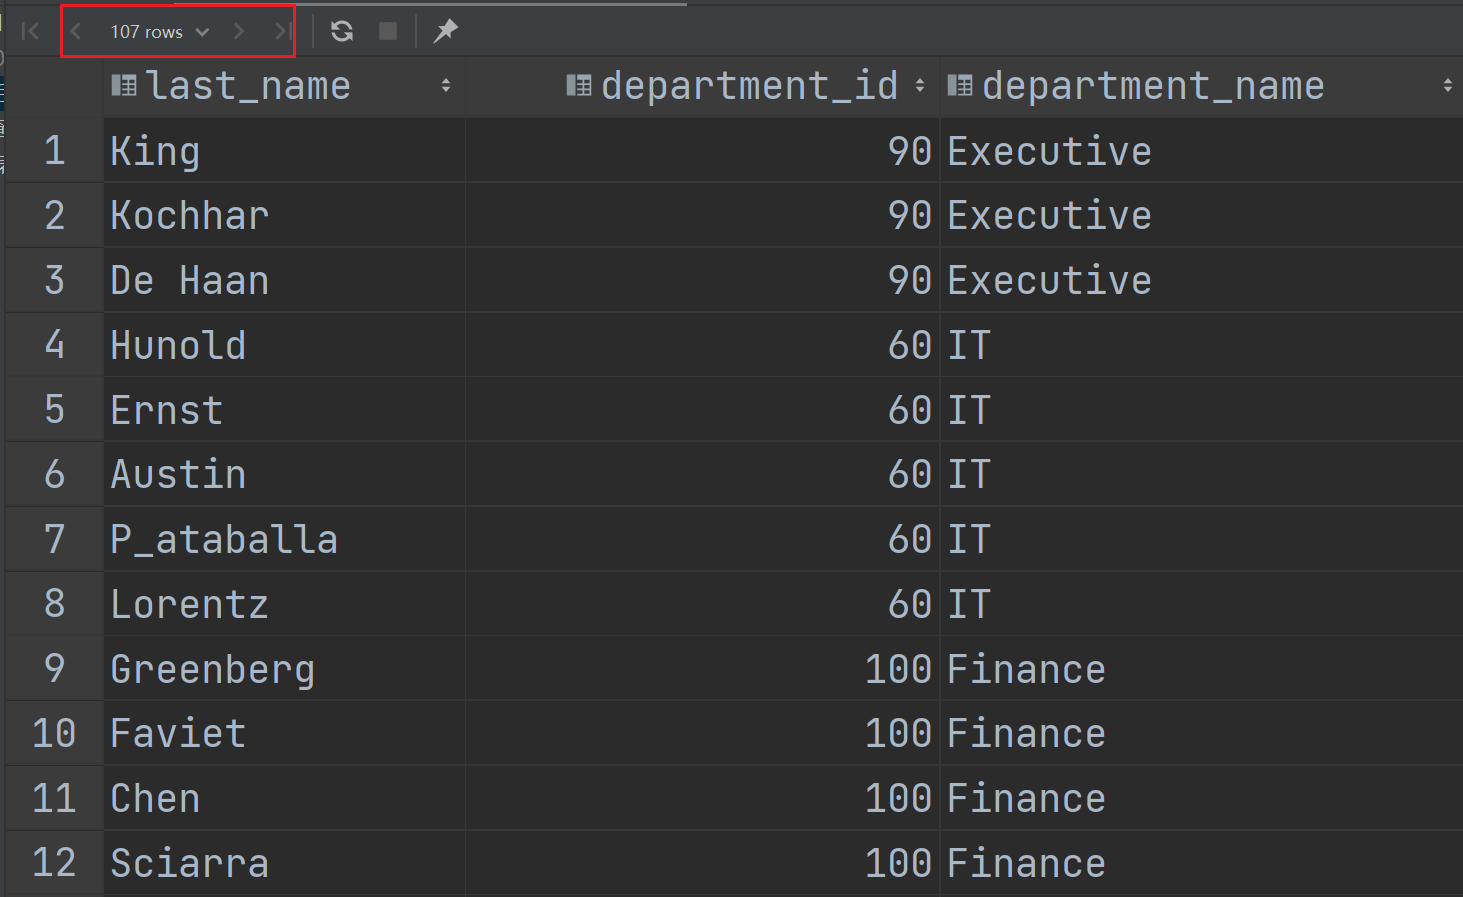 107 rows
last_name department_id department_name
1 King 90 Executive
2 Kochhar 90 Executive
3 De Haan 90 Executive
4 Hunold 60 IT
5 Ernst 60 IT
6 Austin 60 IT
7 P_ataballa 60 IT
8 Lorentz 60 IT
9 Greenberg 100 Finance
10 Faviet 100 Finance
11 Chen 100 Finance
12 Sciarra 100 Finance